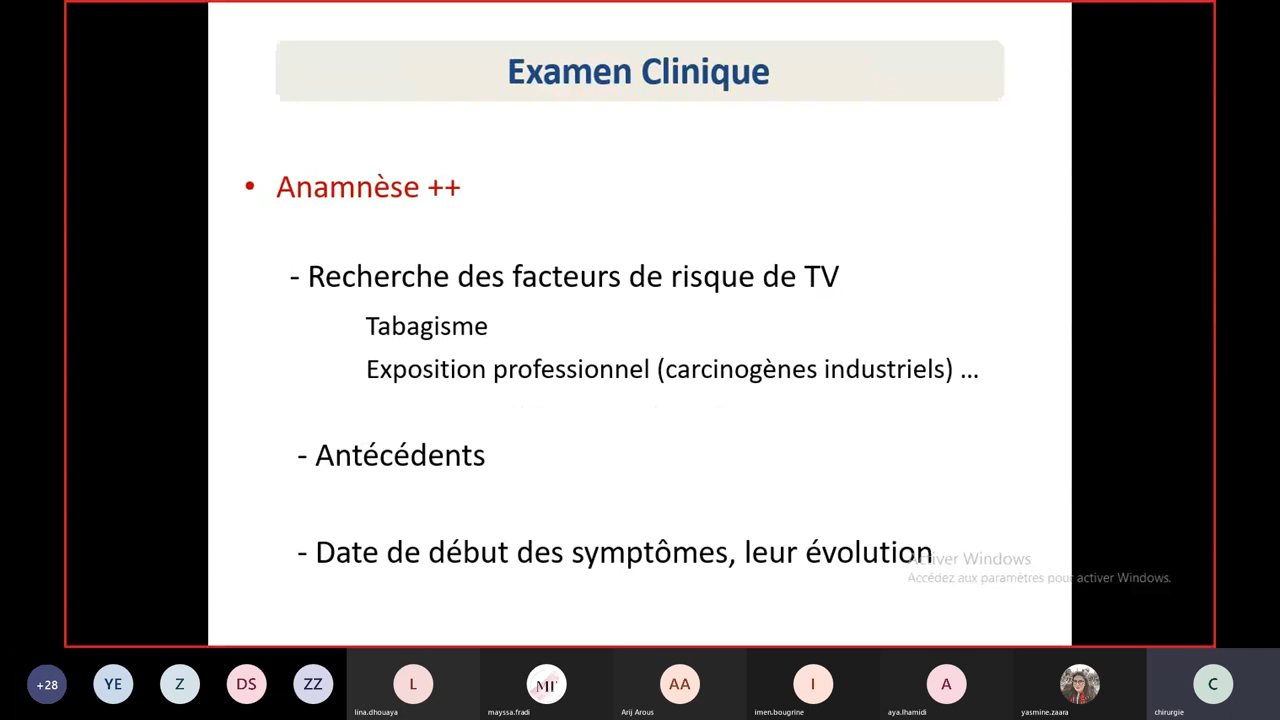 Examen Clinique
• Anamnèse ++
- Recherche des facteurs de risque de TV
Tabagisme
Exposition professionnel (carcinogènes industriels) ...
- Antécédents
- Date de début des symptômes, leur évolution
Activer Windows
Accédez aux paramètres pour activer Windows.
+28
YE
Z
DS
ZZ
L
MF
AA
I
A
C
lina.dhouaya
mayssa.fradi
Arij Arous
imen.bougrine
aya.lhamidi
yasmine.zaara
chirurgie